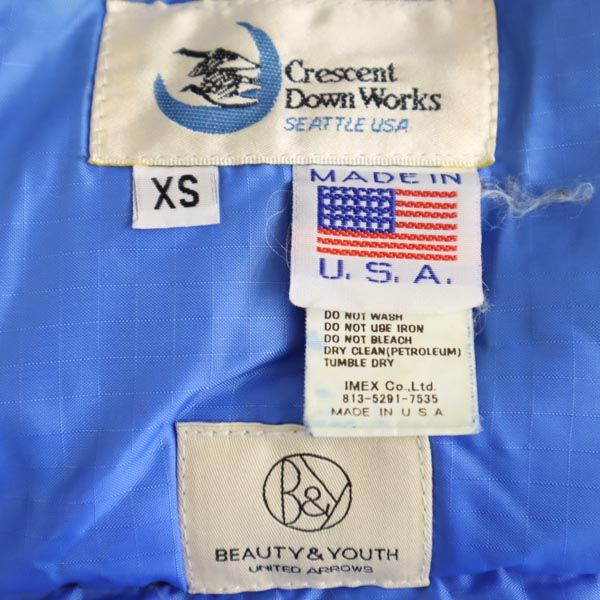 Crescent
Down Works
SEATTLE USA
XS
MADE IN
U. S. A.
DO NOT WASH
DO NOT USE IRON
DO NOT BLEACH
DRY CLEAN(PETROLEUM)
TUMBLE DRY
IMEX Co.,Ltd.
813-5291-7535
MADE IN U.S.A.
B&Y
BEAUTY&YOUTH
UNITED ARROWS